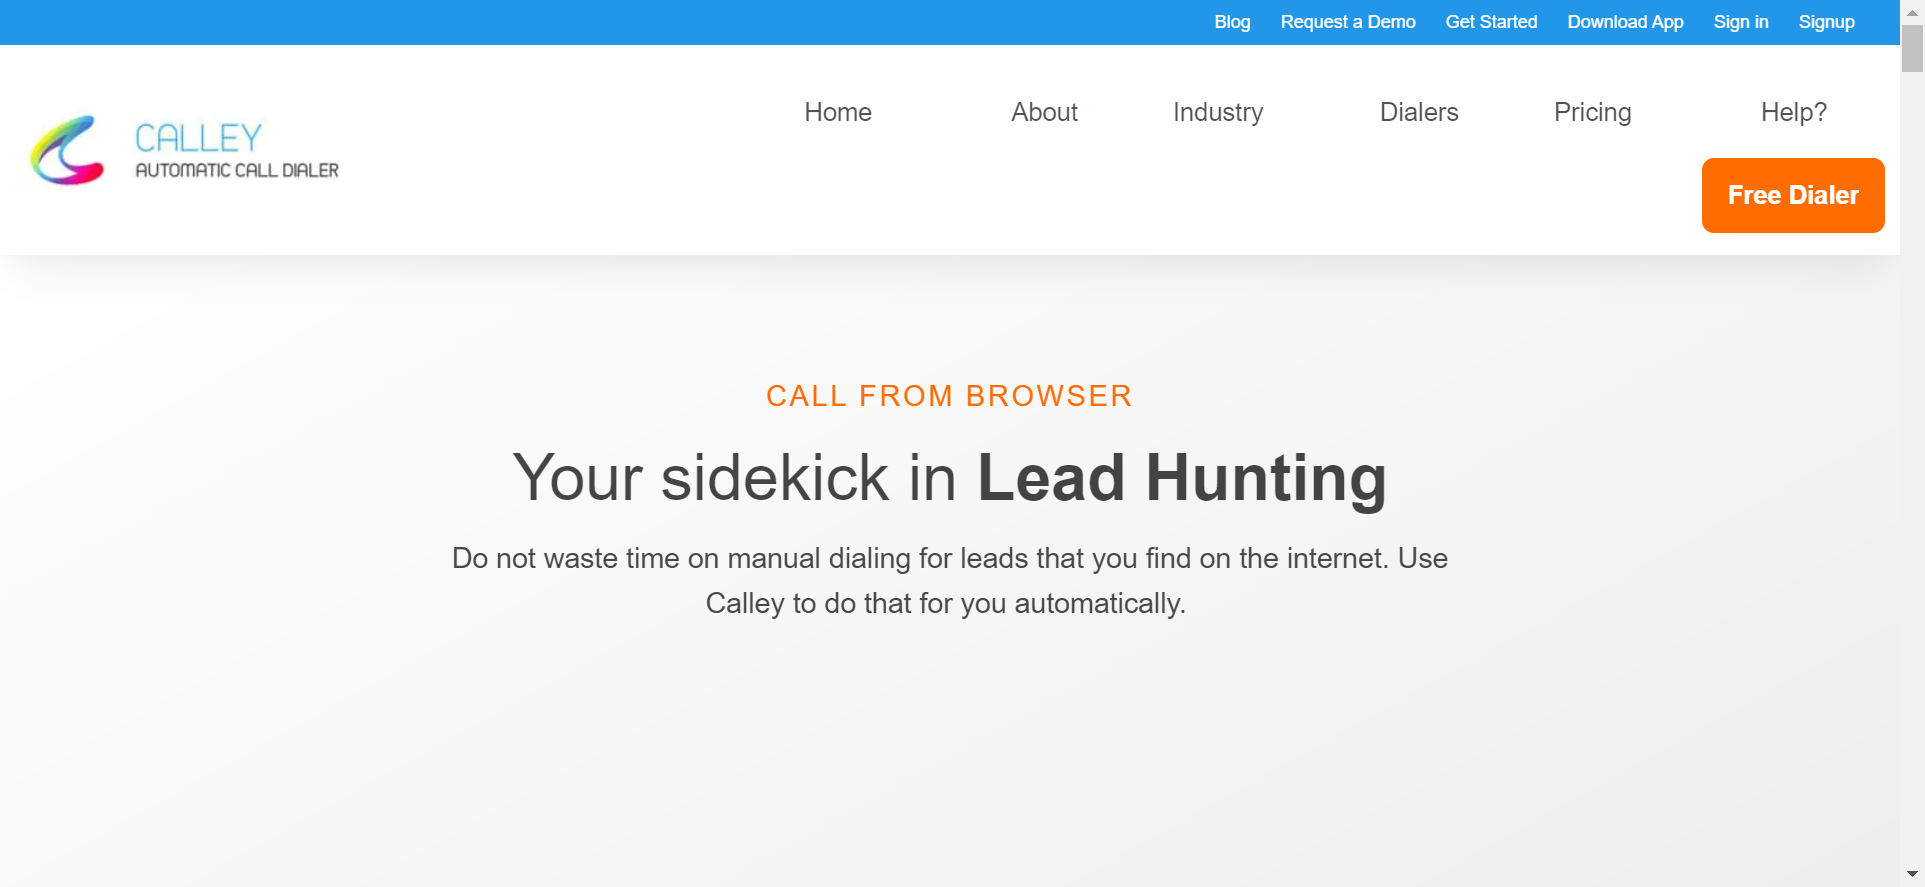 Blog Request a Demo Get Started Download App Sign in Signup
Home About Industry Dialers Pricing Help?
CALLEY
AUTOMATIC CALL DIALER
Free Dialer
CALL FROM BROWSER
Your sidekick in Lead Hunting
Do not waste time on manual dialing for leads that you find on the internet. Use
Calley to do that for you automatically.